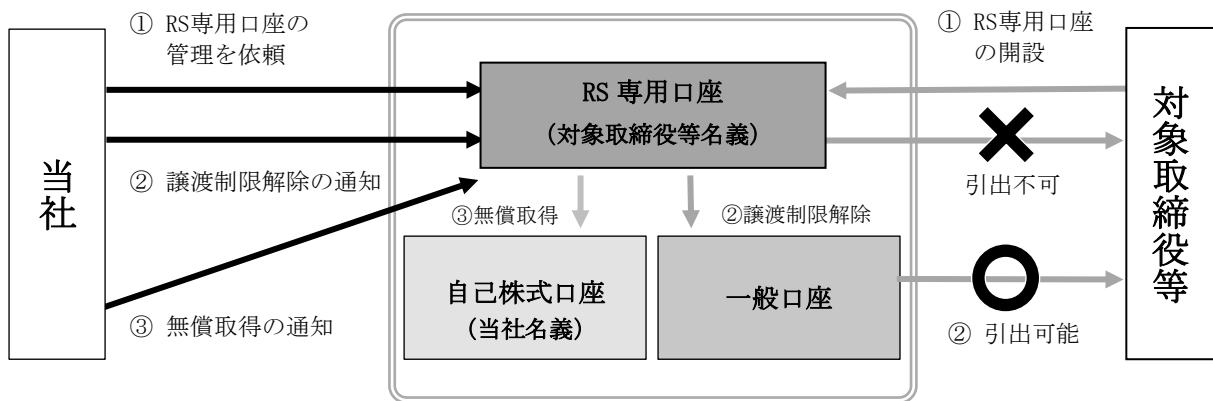 ① RS専用口座の
管理を依頼
① RS専用口座
の開設
RS 専用口座
(対象取締役等名義)
当社
対象取締役等
② 譲渡制限解除の通知
引出不可
③無償取得
②譲渡制限解除
自己株式口座
(当社名義)
一般口座
③ 無償取得の通知
② 引出可能